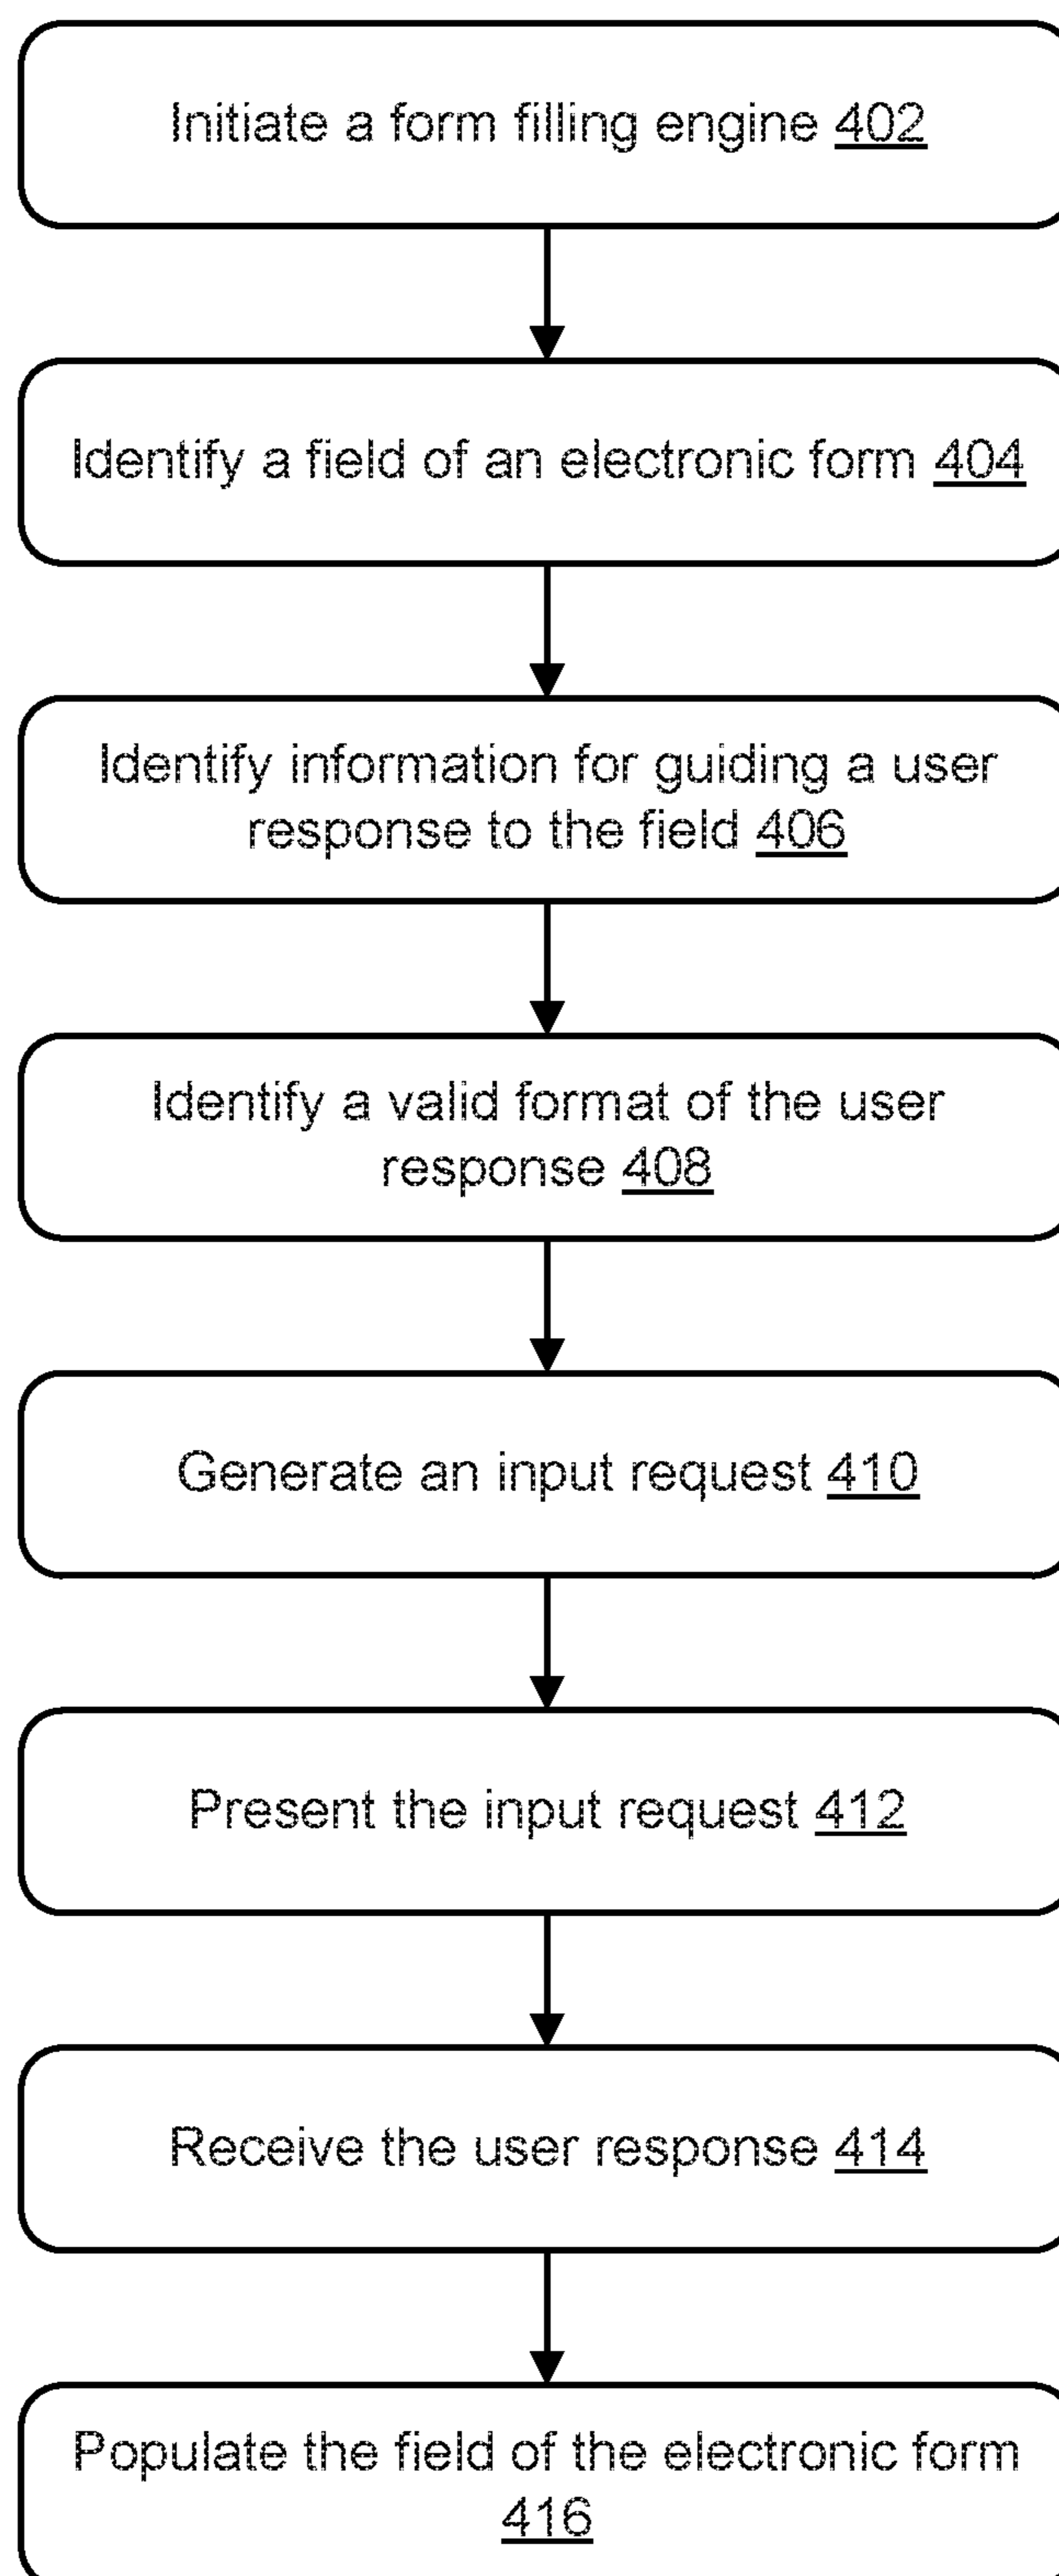 Initiate a form filling engine 402
Identify a field of an electronic form 404
Identify information for guiding a user
response to the field 406
Identify a valid format of the user
response 408
Generate an input request 410
Present the input request 412
Receive the user response 414
Populate the field of the electronic form
416